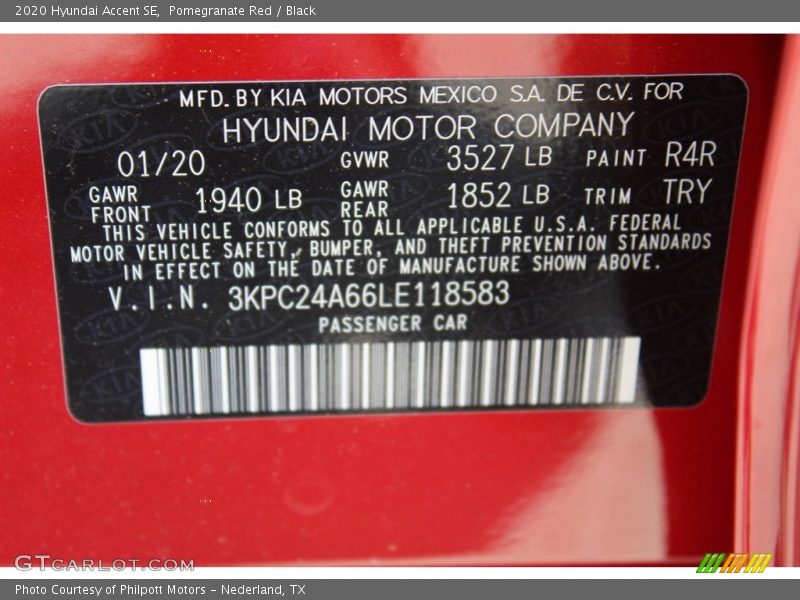 2020 Hyundai Accent SE,  Pomegranate Red / Black
MFD. BY KIA MOTORS MEXICO S.A. DE C.V. FOR
HYUNDAI MOTOR COMPANY
01/20 GVWR 3527 LB PAINT R4R
GAWR FRONT 1940 LB GAWR REAR 1852 LB TRIM TRY
THIS VEHICLE CONFORMS TO ALL APPLICABLE U.S.A. FEDERAL
MOTOR VEHICLE SAFETY, BUMPER, AND THEFT PREVENTION STANDARDS
IN EFFECT ON THE DATE OF MANUFACTURE SHOWN ABOVE.
V.I.N. 3KPC24A66LE118583
PASSENGER CAR
GTCARLOT.COM
Photo Courtesy of Philpott Motors - Nederland, TX